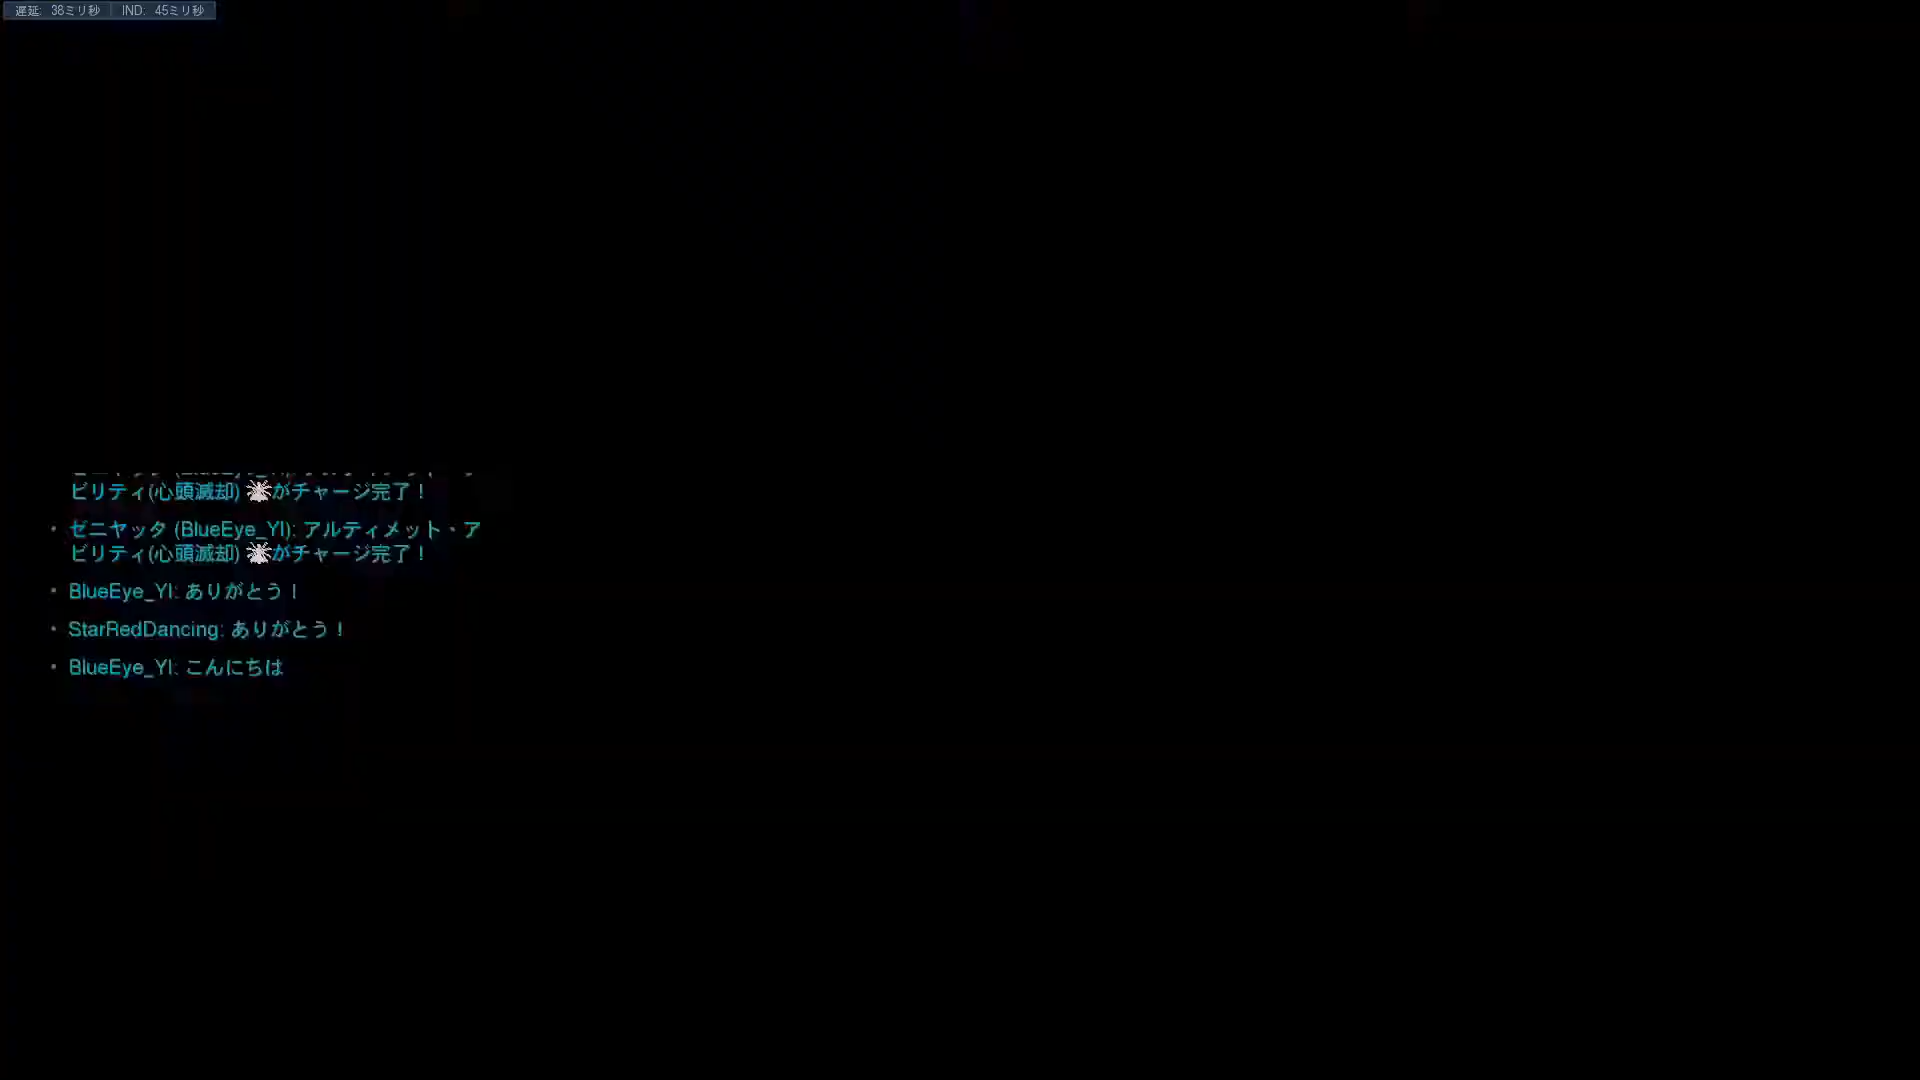 遅延: 38ミリ秒 IND: 45ミリ秒
ビリティ(心頭滅却) がチャージ完了！
・ ゼニヤッタ (BlueEye_YI): アルティメット・ア
ビリティ(心頭滅却) がチャージ完了！
・ BlueEye_YI: ありがとう！
・ StarRedDancing: ありがとう！
・ BlueEye_YI: こんにちは